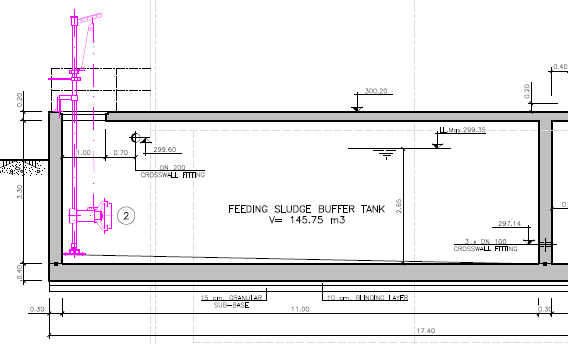 0.40
300.20
0.20
0.20
LL Max.299.35
1.00
0.70
299.60
DN 200
CROSSWALL FITTING
3.30
2.65
2
FEEDING SLUDGE BUFFER TANK
V= 145.75 m3
297.14
3 x DN 100
CROSSWALL FITTING
0.40
15 cm. GRANULAR
SUB-BASE
10 cm. BLINDING LAYER
0.30
11.00
0.30
17.40